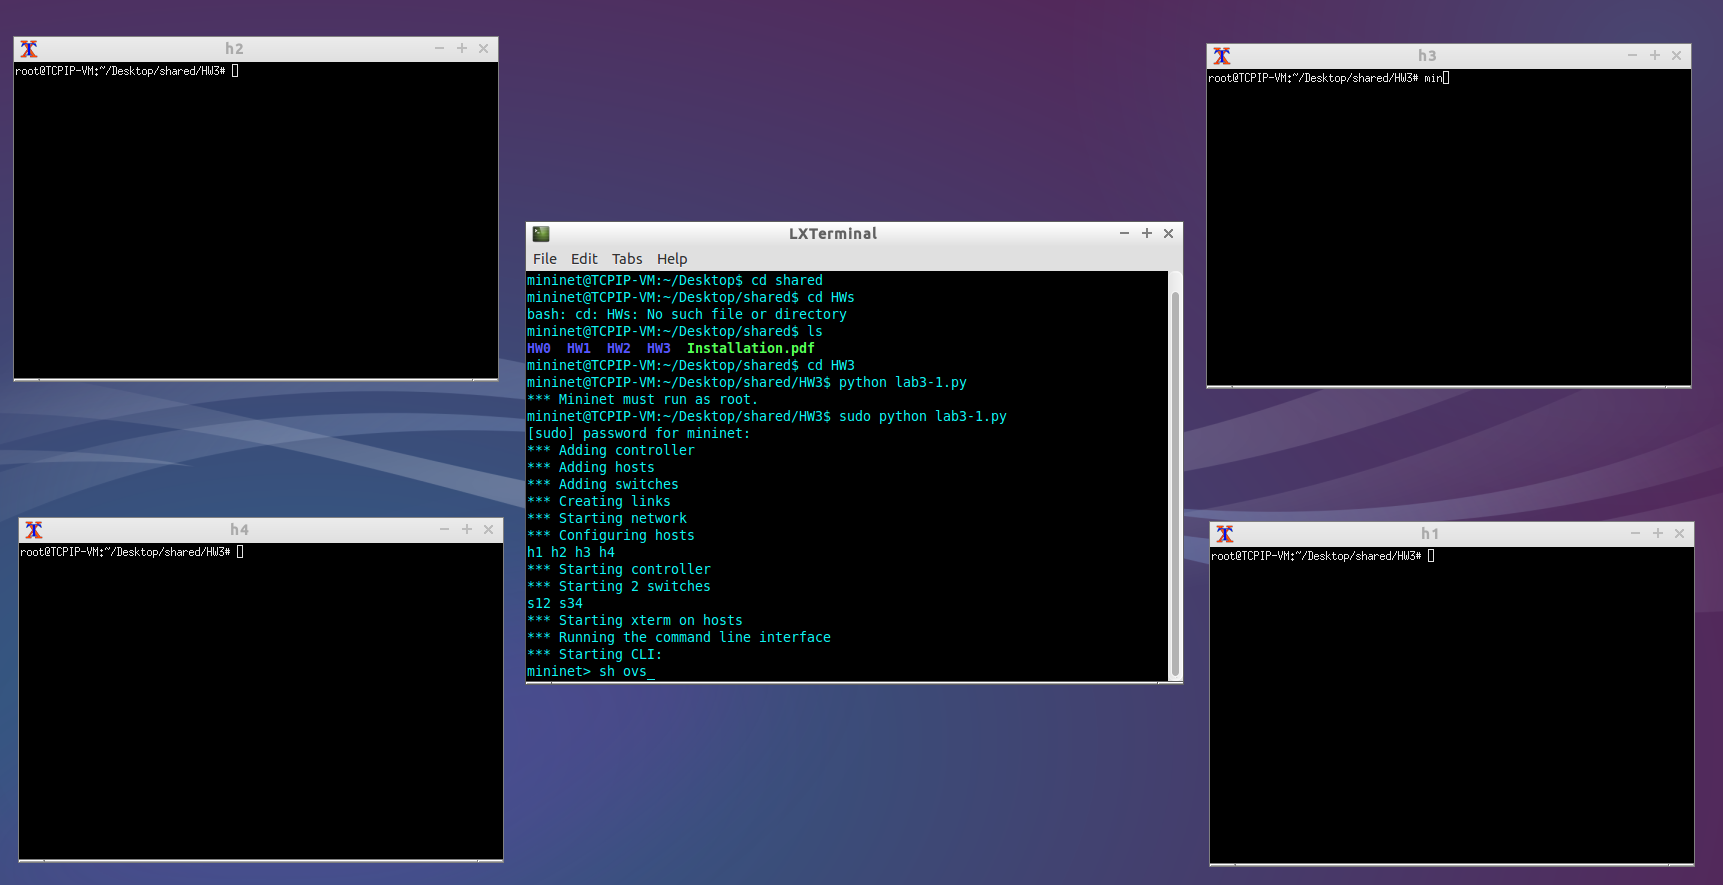 h2
root@TCPIP-VM:~/Desktop/shared/HW3#
h3
root@TCPIP-VM:~/Desktop/shared/HW3# min
LXTerminal
File Edit Tabs Help
mininet@TCPIP-VM:~/Desktop$ cd shared
mininet@TCPIP-VM:~/Desktop/shared$ cd HWs
bash: cd: HWs: No such file or directory
mininet@TCPIP-VM:~/Desktop/shared$ ls
HW0 HW1 HW2 HW3 Installation.pdf
mininet@TCPIP-VM:~/Desktop/shared$ cd HW3
mininet@TCPIP-VM:~/Desktop/shared/HW3$ python lab3-1.py
*** Mininet must run as root.
mininet@TCPIP-VM:~/Desktop/shared/HW3$ sudo python lab3-1.py
[sudo] password for mininet:
*** Adding controller
*** Adding hosts
*** Adding switches
*** Creating links
*** Starting network
*** Configuring hosts
h1 h2 h3 h4
*** Starting controller
*** Starting 2 switches
s12 s34
*** Starting xterm on hosts
*** Running the command line interface
*** Starting CLI:
mininet> sh ovs_
h4
root@TCPIP-VM:~/Desktop/shared/HW3#
h1
root@TCPIP-VM:~/Desktop/shared/HW3#